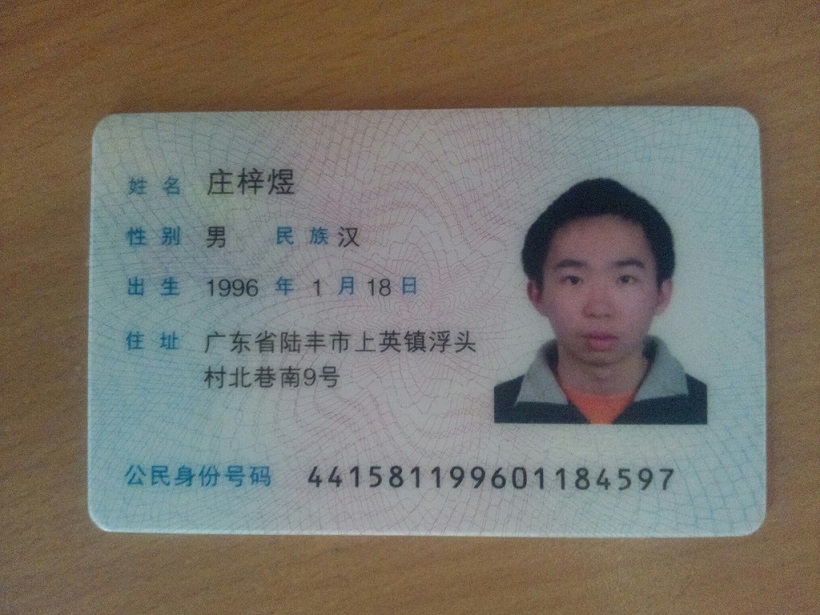 姓名 庄梓煜
性别 男 民族 汉
出生 1996 年 1 月 18 日
住址 广东省陆丰市上英镇浮头
村北巷南9号
公民身份号码 441581199601184597